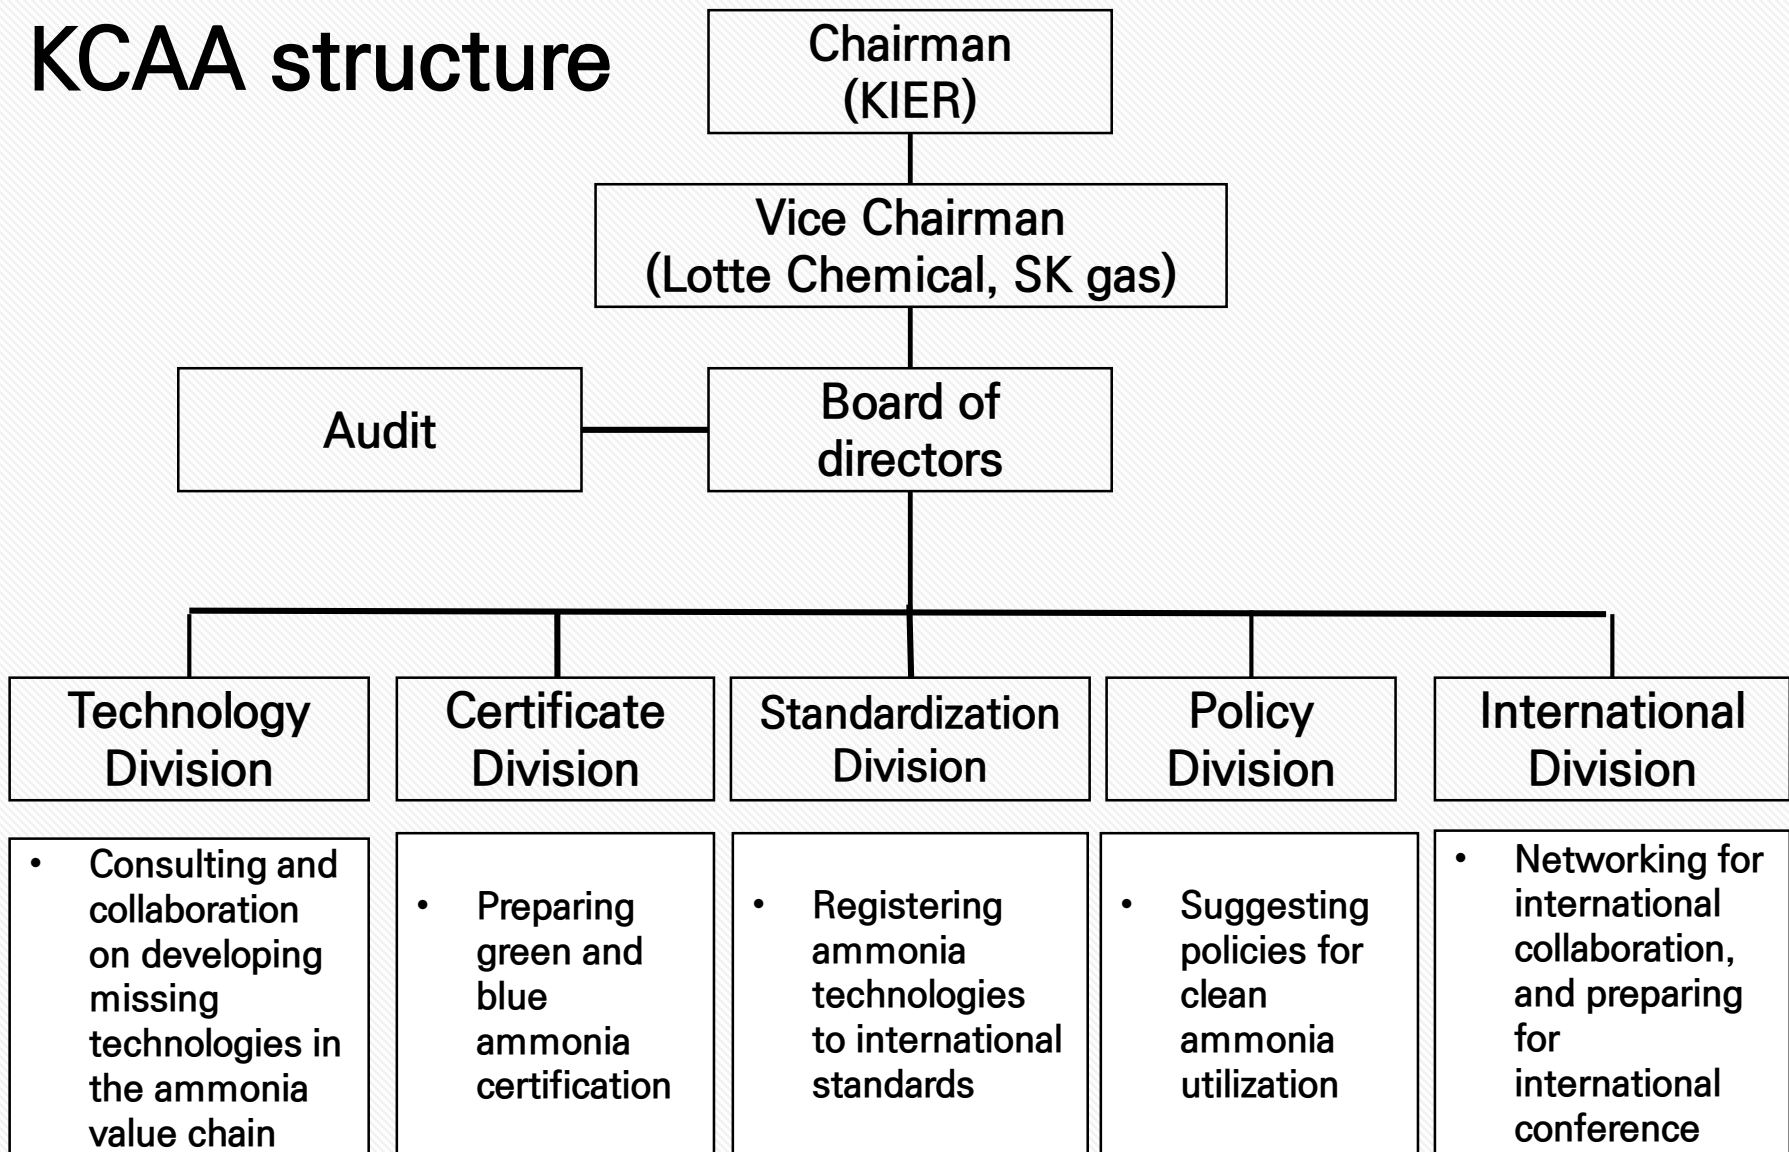 KCAA structure
Chairman
(KIER)
Vice Chairman
(Lotte Chemical, SK gas)
Audit
Board of
directors
Technology
Division
Certificate
Division
Standardization
Division
Policy
Division
International
Division
• Consulting and
collaboration
on developing
missing
technologies in
the ammonia
value chain
• Preparing
green and
blue
ammonia
certification
• Registering
ammonia
technologies
to international
standards
• Suggesting
policies for
clean
ammonia
utilization
• Networking for
international
collaboration,
and preparing
for
international
conference